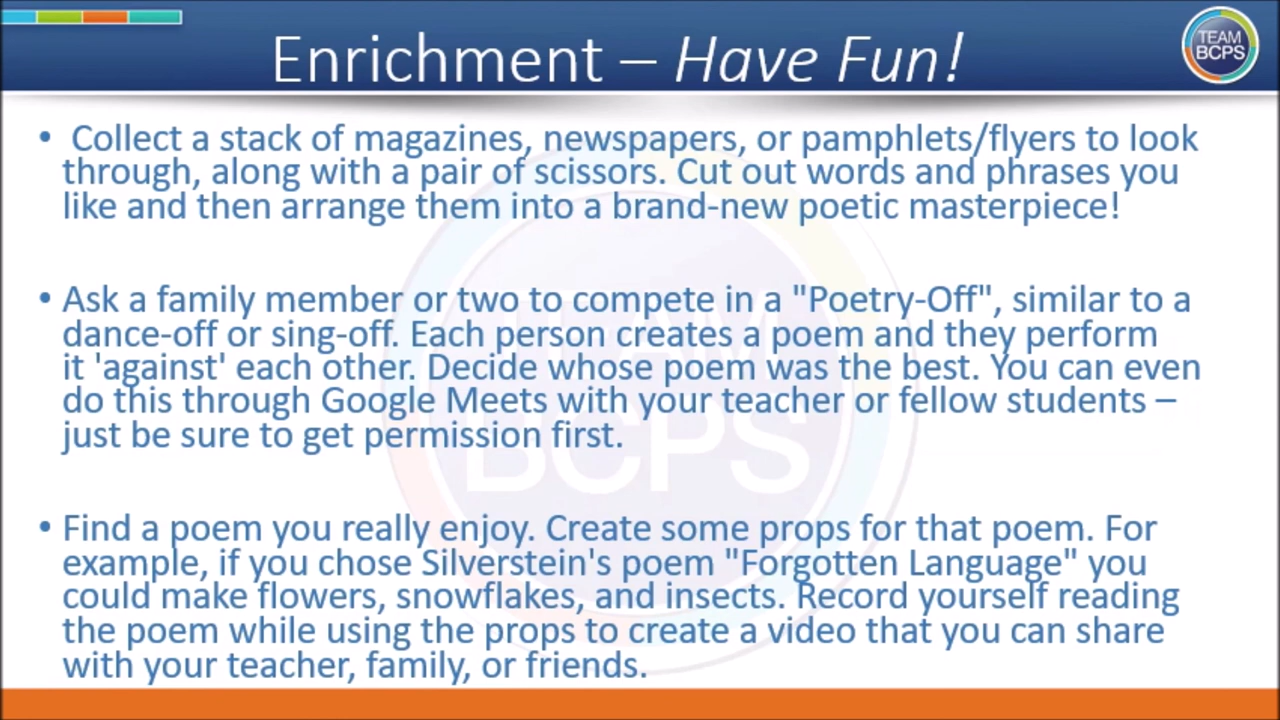 Enrichment – Have Fun!
TEAM
BCPS
• Collect a stack of magazines, newspapers, or pamphlets/flyers to look
through, along with a pair of scissors. Cut out words and phrases you
like and then arrange them into a brand-new poetic masterpiece!
• Ask a family member or two to compete in a "Poetry-Off", similar to a
dance-off or sing-off. Each person creates a poem and they perform
it 'against' each other. Decide whose poem was the best. You can even
do this through Google Meets with your teacher or fellow students –
just be sure to get permission first.
• Find a poem you really enjoy. Create some props for that poem. For
example, if you chose Silverstein's poem "Forgotten Language" you
could make flowers, snowflakes, and insects. Record yourself reading
the poem while using the props to create a video that you can share
with your teacher, family, or friends.
TEAM
BCPS